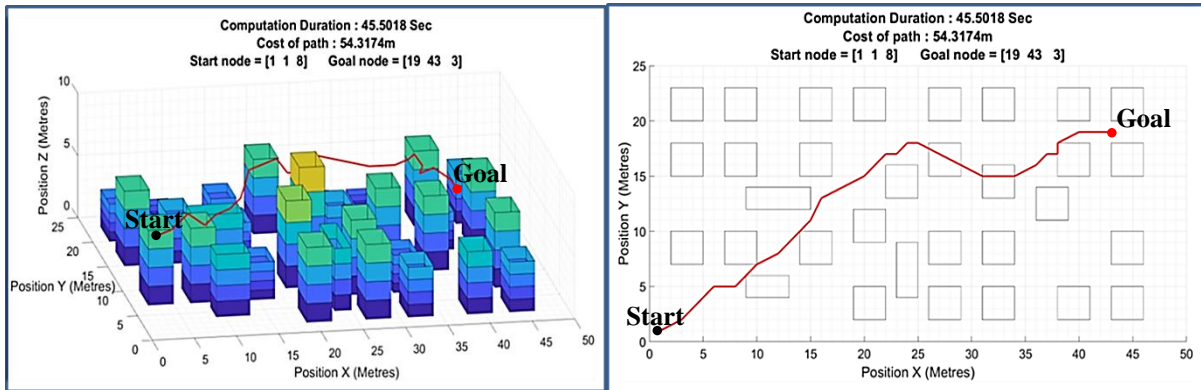 Computation Duration : 45.5018 Sec
Cost of path : 54.3174m
Start node = [1 1 8] Goal node = [19 43 3]
10
5
0
Position Z (Metres)
25
20
15
10
5
0
Position Y (Metres)
0
5
10
15
20
25
30
35
40
45
50
Position X (Metres)
Start
Goal
Computation Duration : 45.5018 Sec
Cost of path : 54.3174m
Start node = [1 1 8] Goal node = [19 43 3]
25
20
15
10
5
0
Position Y (Metres)
0
5
10
15
20
25
30
35
40
45
50
Position X (Metres)
Start
Goal